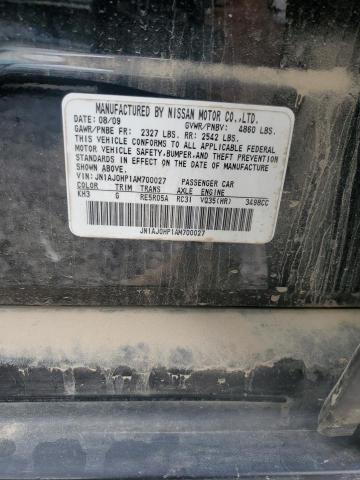 MANUFACTURED BY NISSAN MOTOR CO.,LTD.
DATE: 08/09 GVWR/PNBV: 4860 LBS.
GAWR/PNBE FR: 2327 LBS. RR: 2542 LBS.
THIS VEHICLE CONFORMS TO ALL APPLICABLE FEDERAL
MOTOR VEHICLE SAFETY,BUMPER,AND THEFT PREVENTION
STANDARDS IN EFFECT ON THE DATE OF MANUFACTURE
SHOWN ABOVE.
VIN:JN1AJ0HP1AM700027 PASSENGER CAR
COLOR TRIM TRANS AXLE ENGINE
KH3 G RE5R05A RC31 VQ35(HR) 3498CC
JN1AJ0HP1AM700027